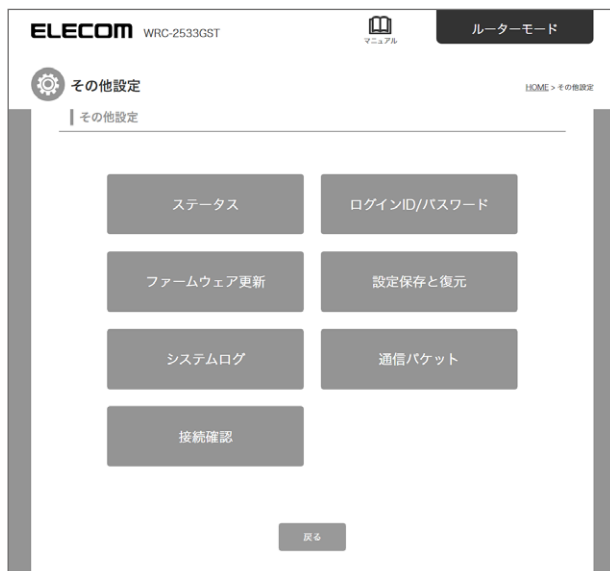 ELECOM WRC-2533GST
マニュアル
ルーターモード
その他設定
HOME > その他設定
その他設定
ステータス
ログインID/パスワード
ファームウェア更新
設定保存と復元
システムログ
通信パケット
接続確認
戻る